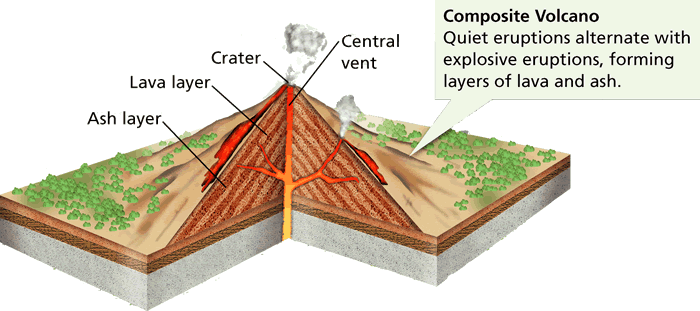 Composite Volcano
Quiet eruptions alternate with
explosive eruptions, forming
layers of lava and ash.
Central
vent
Crater
Lava layer
Ash layer